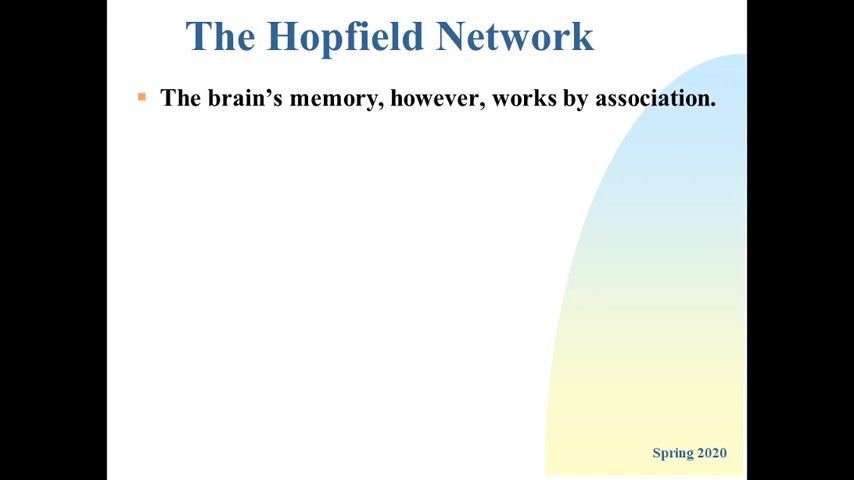 The Hopfield Network
The brain’s memory, however, works by association.
Spring 2020